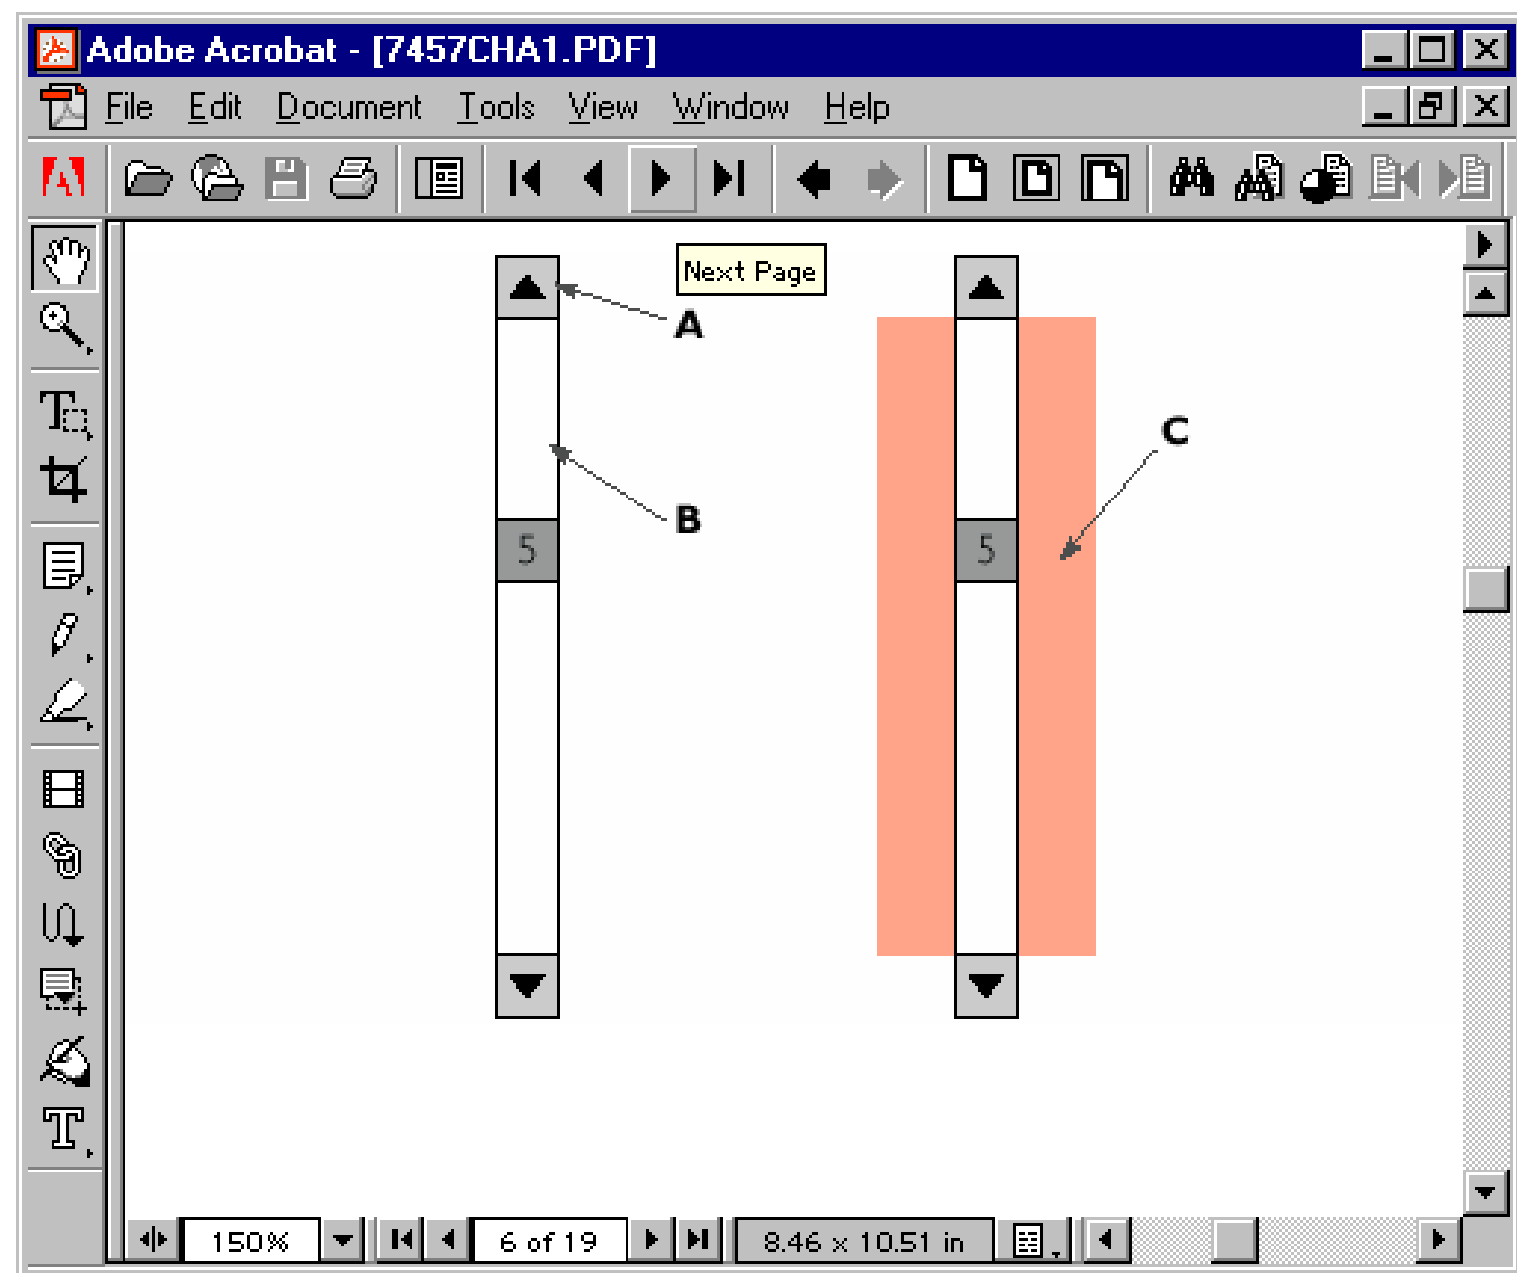 Adobe Acrobat - [7457CHA1.PDF]
File Edit Document Tools View Window Help
Next Page
A
C
B
5 5
T
T
150% 6 of 19 8.46 x 10.51 in